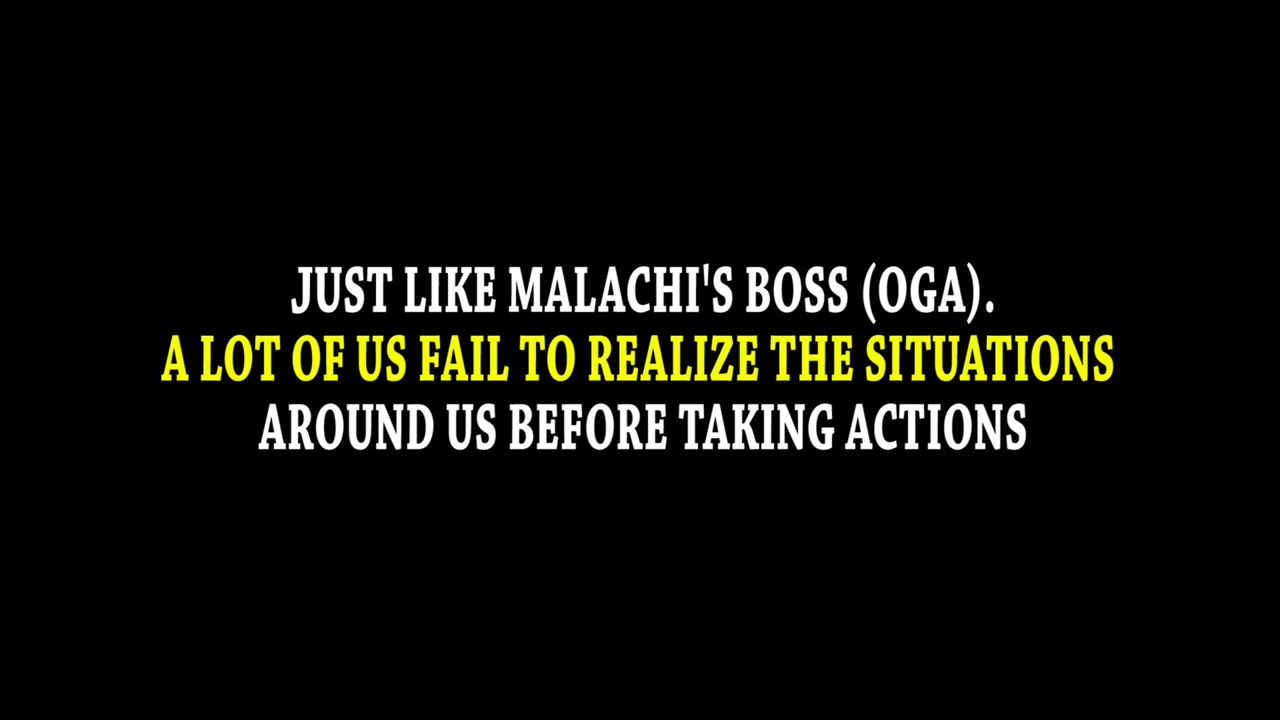 JUST LIKE MALACHI'S BOSS (OGA).
A LOT OF US FAIL TO REALIZE THE SITUATIONS
AROUND US BEFORE TAKING ACTIONS